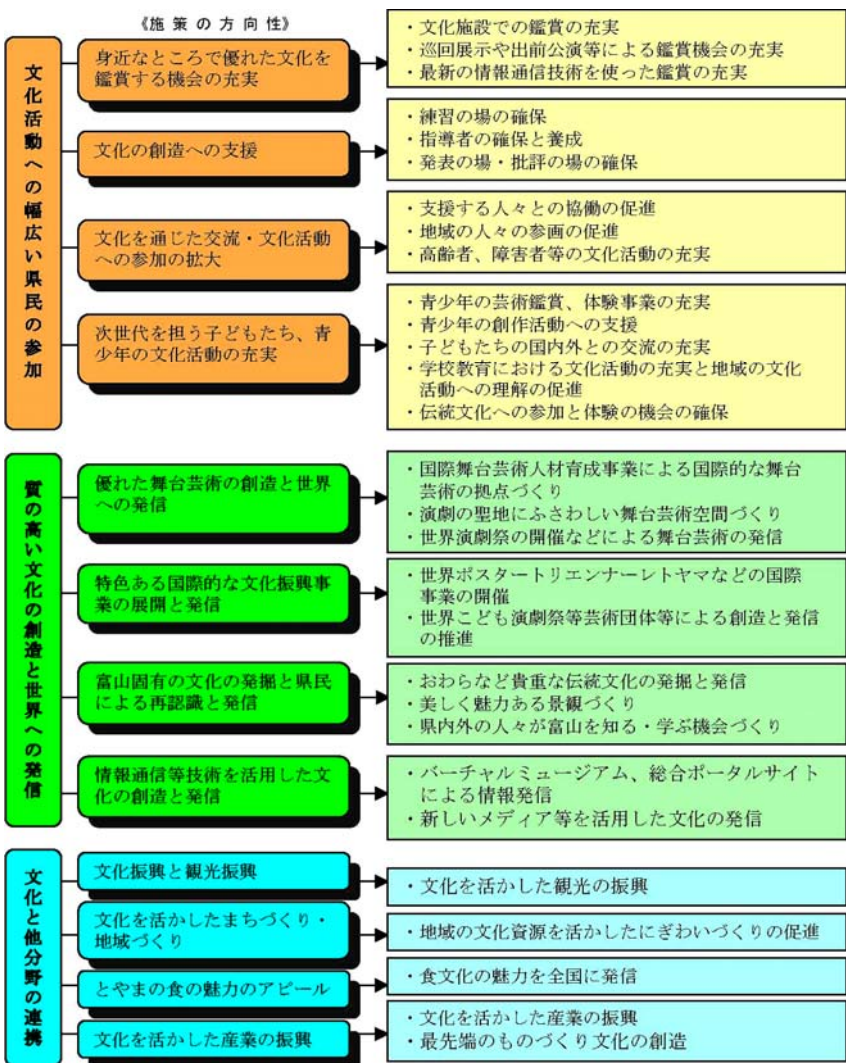 《施策の方向性》
文化活動への幅広い県民の参加
身近なところで優れた文化を
鑑賞する機会の充実
・文化施設での鑑賞の充実
・巡回展示や出前公演等による鑑賞機会の充実
・最新の情報通信技術を使った鑑賞の充実
文化の創造への支援
・練習の場の確保
・指導者の確保と養成
・発表の場・批評の場の確保
文化を通じた交流・文化活動
への参加の拡大
・支援する人々との協働の促進
・地域の人々の参画の促進
・高齢者、障害者等の文化活動の充実
次世代を担う子どもたち、青
少年の文化活動の充実
・青少年の芸術鑑賞、体験事業の充実
・青少年の創作活動への支援
・子どもたちの国内外との交流の充実
・学校教育における文化活動の充実と地域の文化
活動への理解の促進
・伝統文化への参加と体験の機会の確保
質の高い文化の創造と世界への発信
優れた舞台芸術の創造と世界
への発信
・国際舞台芸術人材育成事業による国際的な舞台
芸術の拠点づくり
・演劇の聖地にふさわしい舞台芸術空間づくり
・世界演劇祭の開催などによる舞台芸術の発信
特色ある国際的な文化振興事
業の展開と発信
・世界ポスタートリエンナーレトヤマなどの国際
事業の開催
・世界こども演劇祭等芸術団体等による創造と発信
の推進
富山固有の文化の発掘と県民
による再認識と発信
・おわらなど貴重な伝統文化の発掘と発信
・美しく魅力ある景観づくり
・県内外の人々が富山を知る・学ぶ機会づくり
情報通信等技術を活用した文
化の創造と発信
・バーチャルミュージアム、総合ポータルサイト
による情報発信
・新しいメディア等を活用した文化の発信
文化と他分野の連携
文化振興と観光振興
・文化を活かした観光の振興
文化を活かしたまちづくり・
地域づくり
・地域の文化資源を活かしたにぎわいづくりの促進
とやまの食の魅力のアピール
・食文化の魅力を全国に発信
文化を活かした産業の振興
・文化を活かした産業の振興
・最先端のものづくり文化の創造